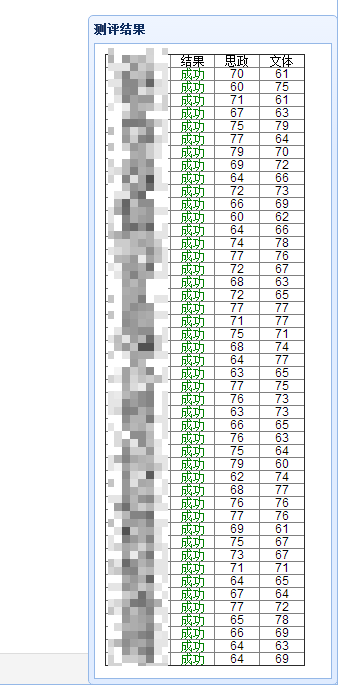 测评结果
结果 思政 文体
成功 70 61
成功 60 75
成功 71 61
成功 67 63
成功 75 79
成功 77 64
成功 79 70
成功 69 72
成功 64 66
成功 72 73
成功 66 69
成功 60 62
成功 64 66
成功 74 78
成功 77 76
成功 72 67
成功 68 63
成功 72 65
成功 77 77
成功 71 77
成功 75 71
成功 68 74
成功 64 77
成功 63 65
成功 77 75
成功 76 73
成功 63 73
成功 66 65
成功 76 63
成功 75 64
成功 79 60
成功 62 74
成功 68 77
成功 76 76
成功 77 76
成功 69 61
成功 75 67
成功 73 67
成功 71 71
成功 64 65
成功 67 64
成功 77 72
成功 65 78
成功 66 69
成功 64 63
成功 64 69